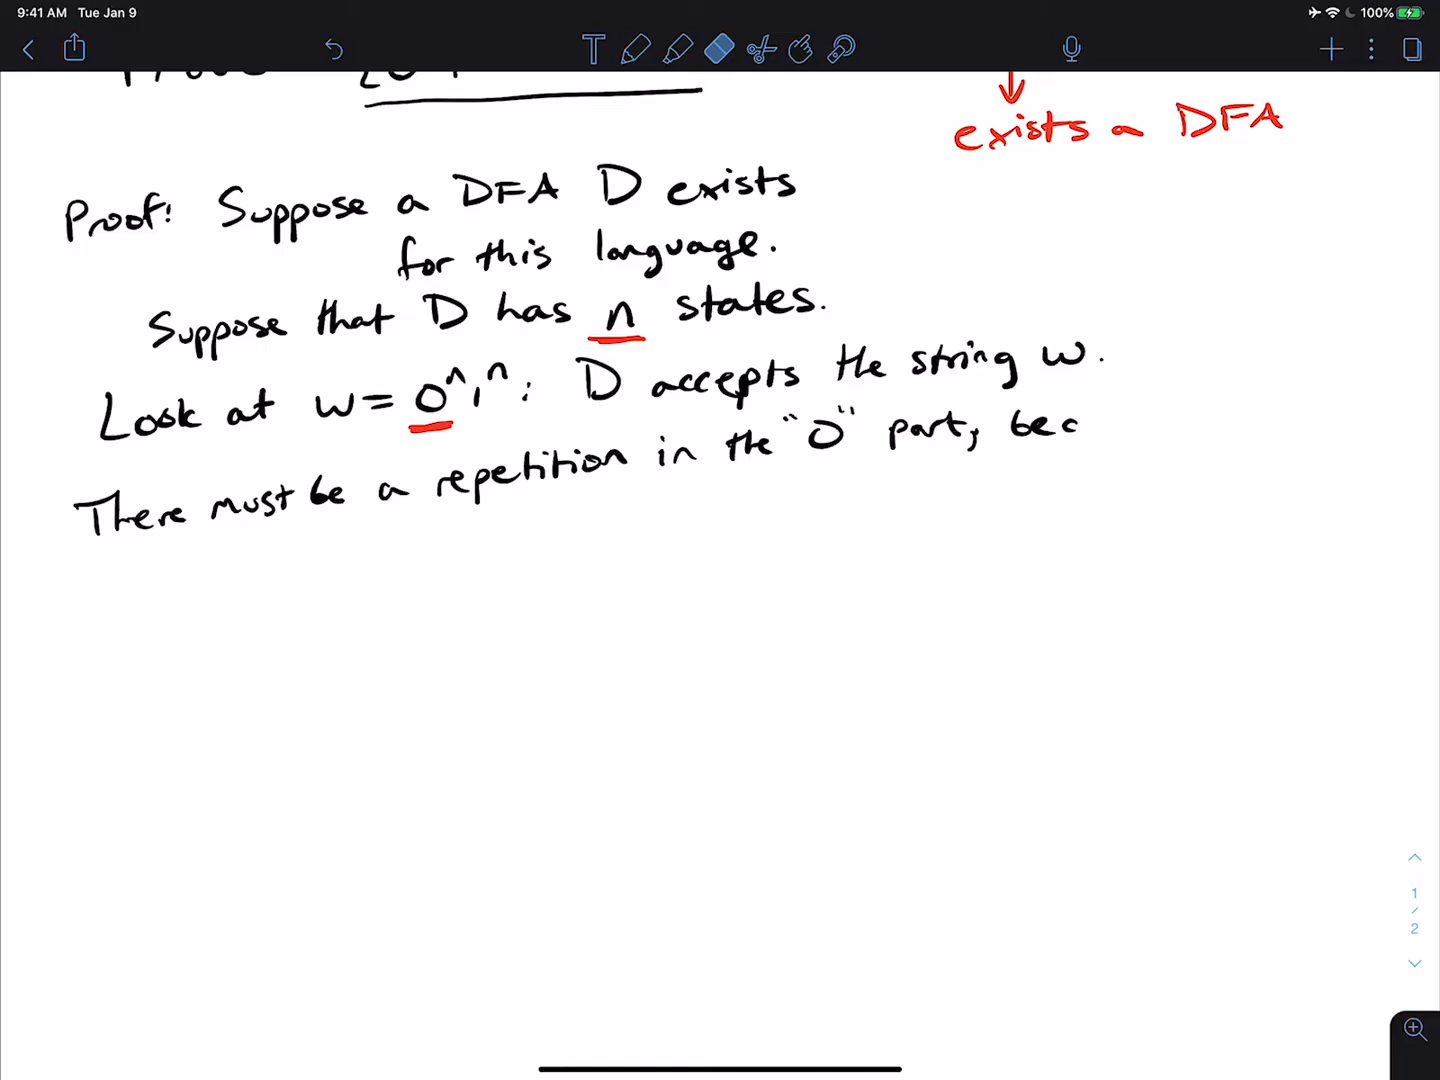 9:41 AM Tue Jan 9
100%
exists a DFA
Proof: Suppose a DFA D exists
for this language.
Suppose that D has n states.
Look at w = 0ⁿ1ⁿ: D accepts the string w.
There must be a repetition in the "0" part, bec
1
/
2